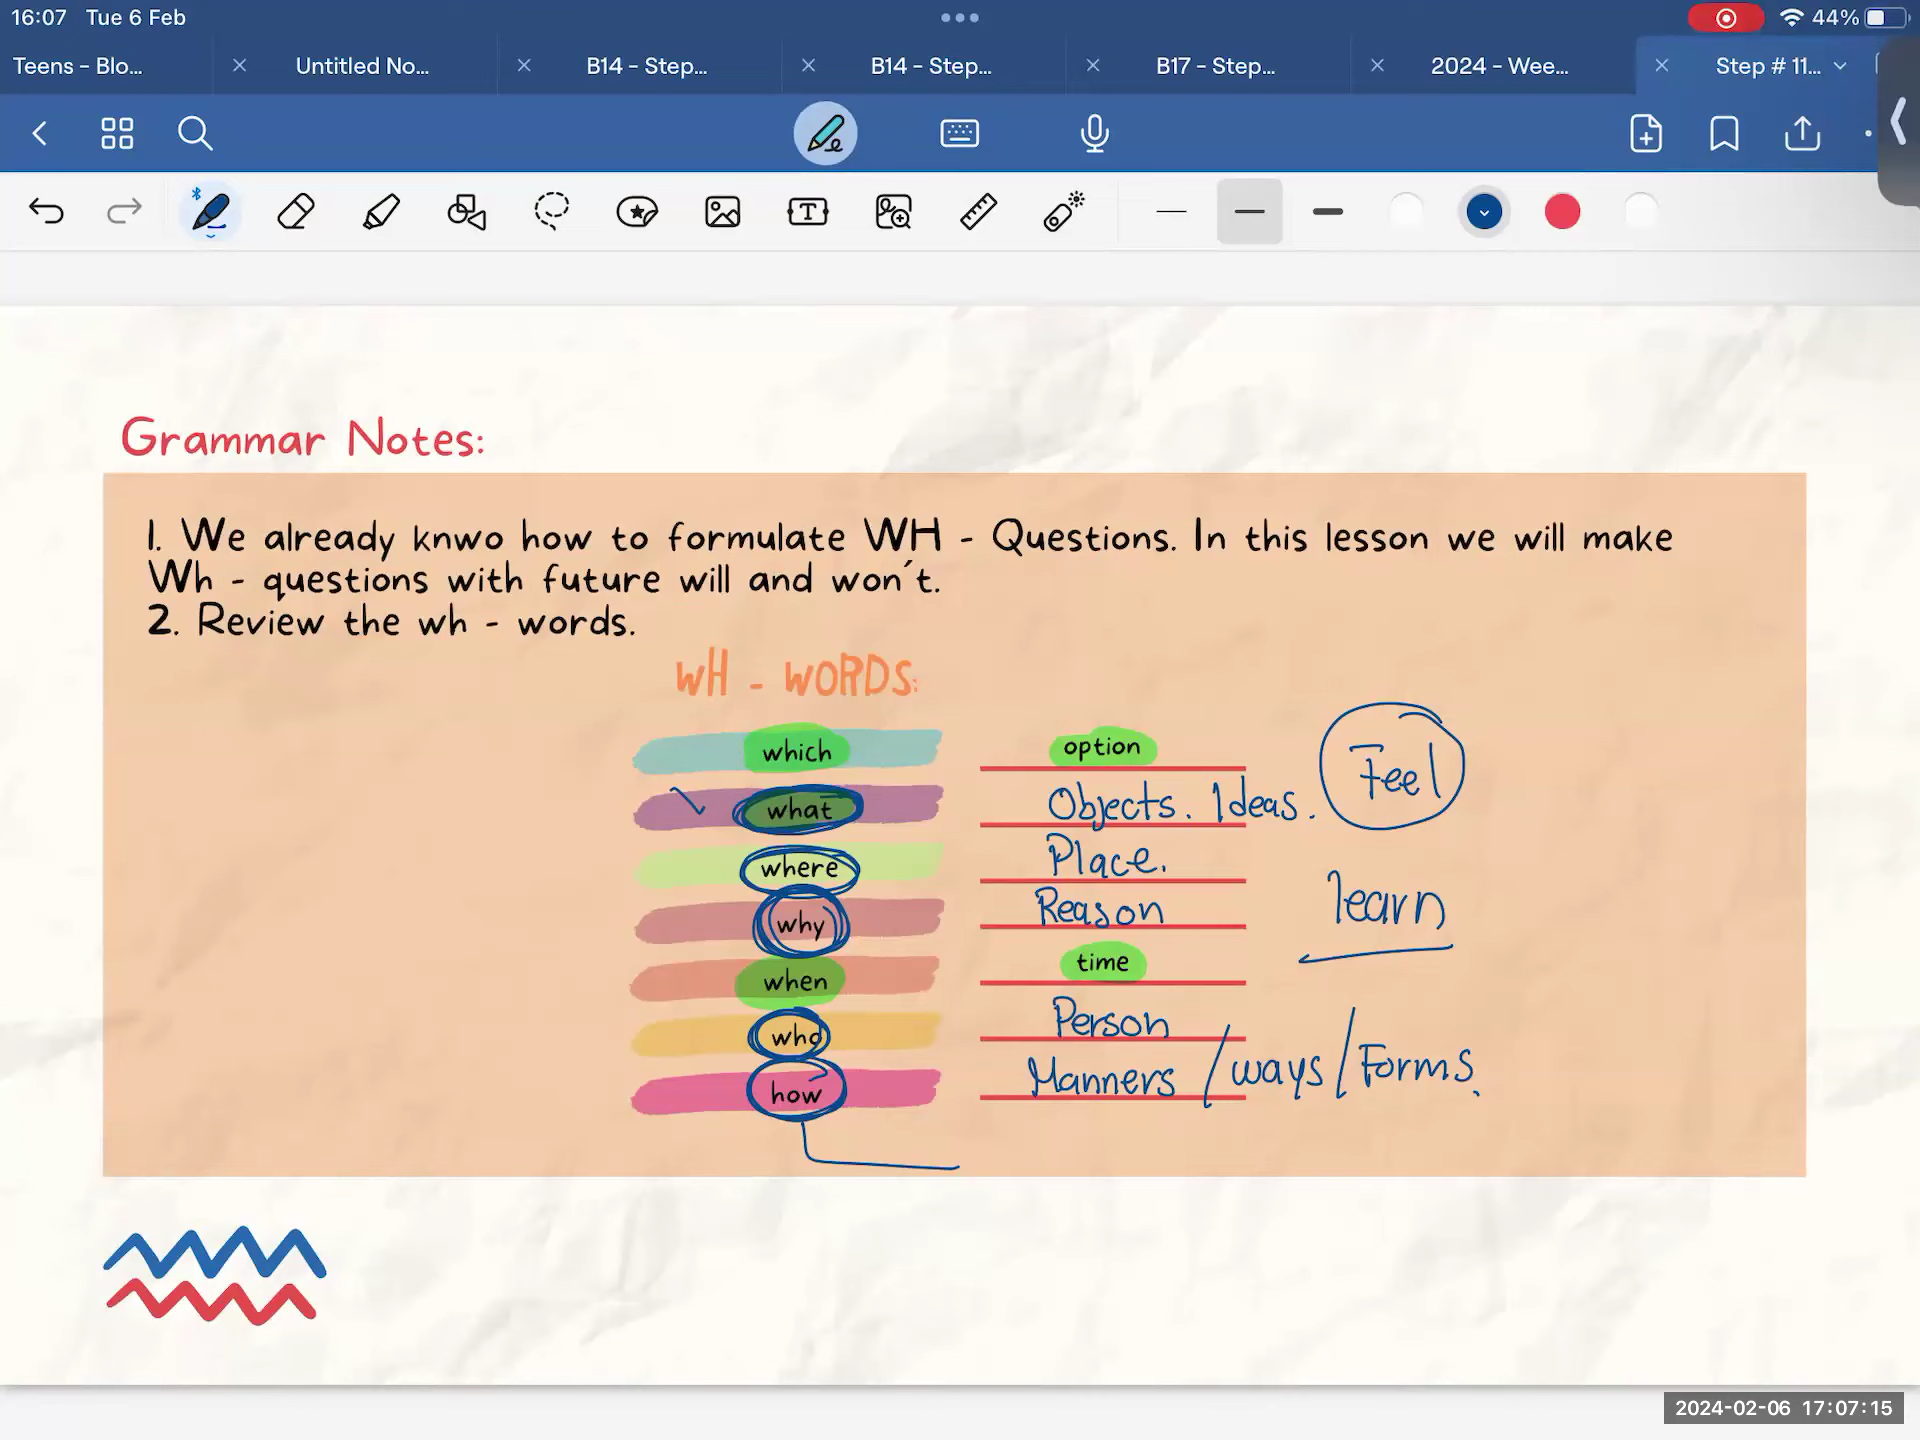 16:07 Tue 6 Feb
44%
Teens - Blo...
Untitled No...
B14 - Step...
B14 - Step...
B17 - Step...
2024 - Wee...
Step # 11...
Grammar Notes:
1. We already knwo how to formulate WH - Questions. In this lesson we will make
Wh - questions with future will and won´t.
2. Review the wh - words.
WH - WORDS:
which option
Feel
what Objects. Ideas.
where Place.
why Reason
learn
when time
who Person
how Manners / ways / Forms.
2024-02-06 17:07:15